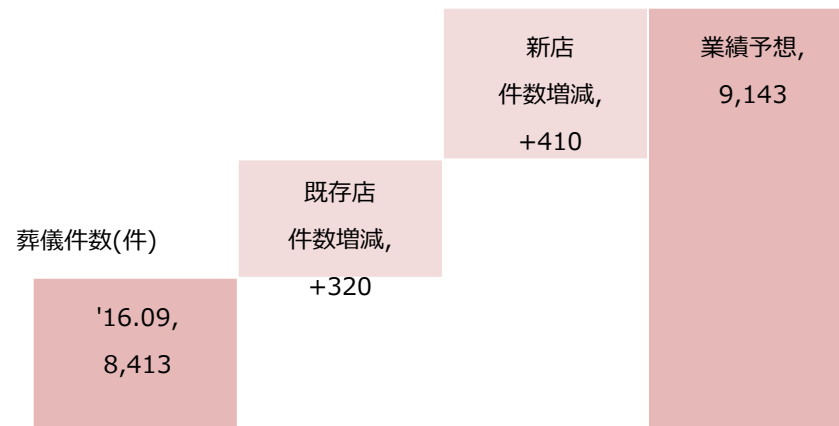 葬儀件数(件)
'16.09,
8,413
既存店
件数増減,
+320
新店
件数増減,
+410
業績予想,
9,143